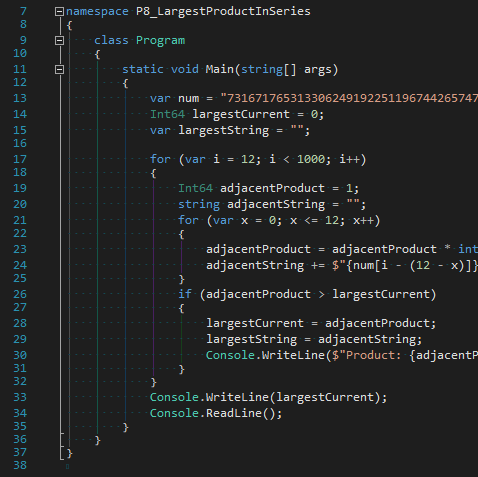 7 namespace P8_LargestProductInSeries
8 {
9 class Program
10 {
11 static void Main(string[] args)
12 {
13 var num = "731671765313306249192251196744265747
14 Int64 largestCurrent = 0;
15 var largestString = "";
16
17 for (var i = 12; i < 1000; i++)
18 {
19 Int64 adjacentProduct = 1;
20 string adjacentString = "";
21 for (var x = 0; x <= 12; x++)
22 {
23 adjacentProduct = adjacentProduct * int
24 adjacentString += $"{num[i - (12 - x)]}
25 }
26 if (adjacentProduct > largestCurrent)
27 {
28 largestCurrent = adjacentProduct;
29 largestString = adjacentString;
30 Console.WriteLine($"Product: {adjacentP
31 }
32 }
33 Console.WriteLine(largestCurrent);
34 Console.ReadLine();
35 }
36 }
37 }
38